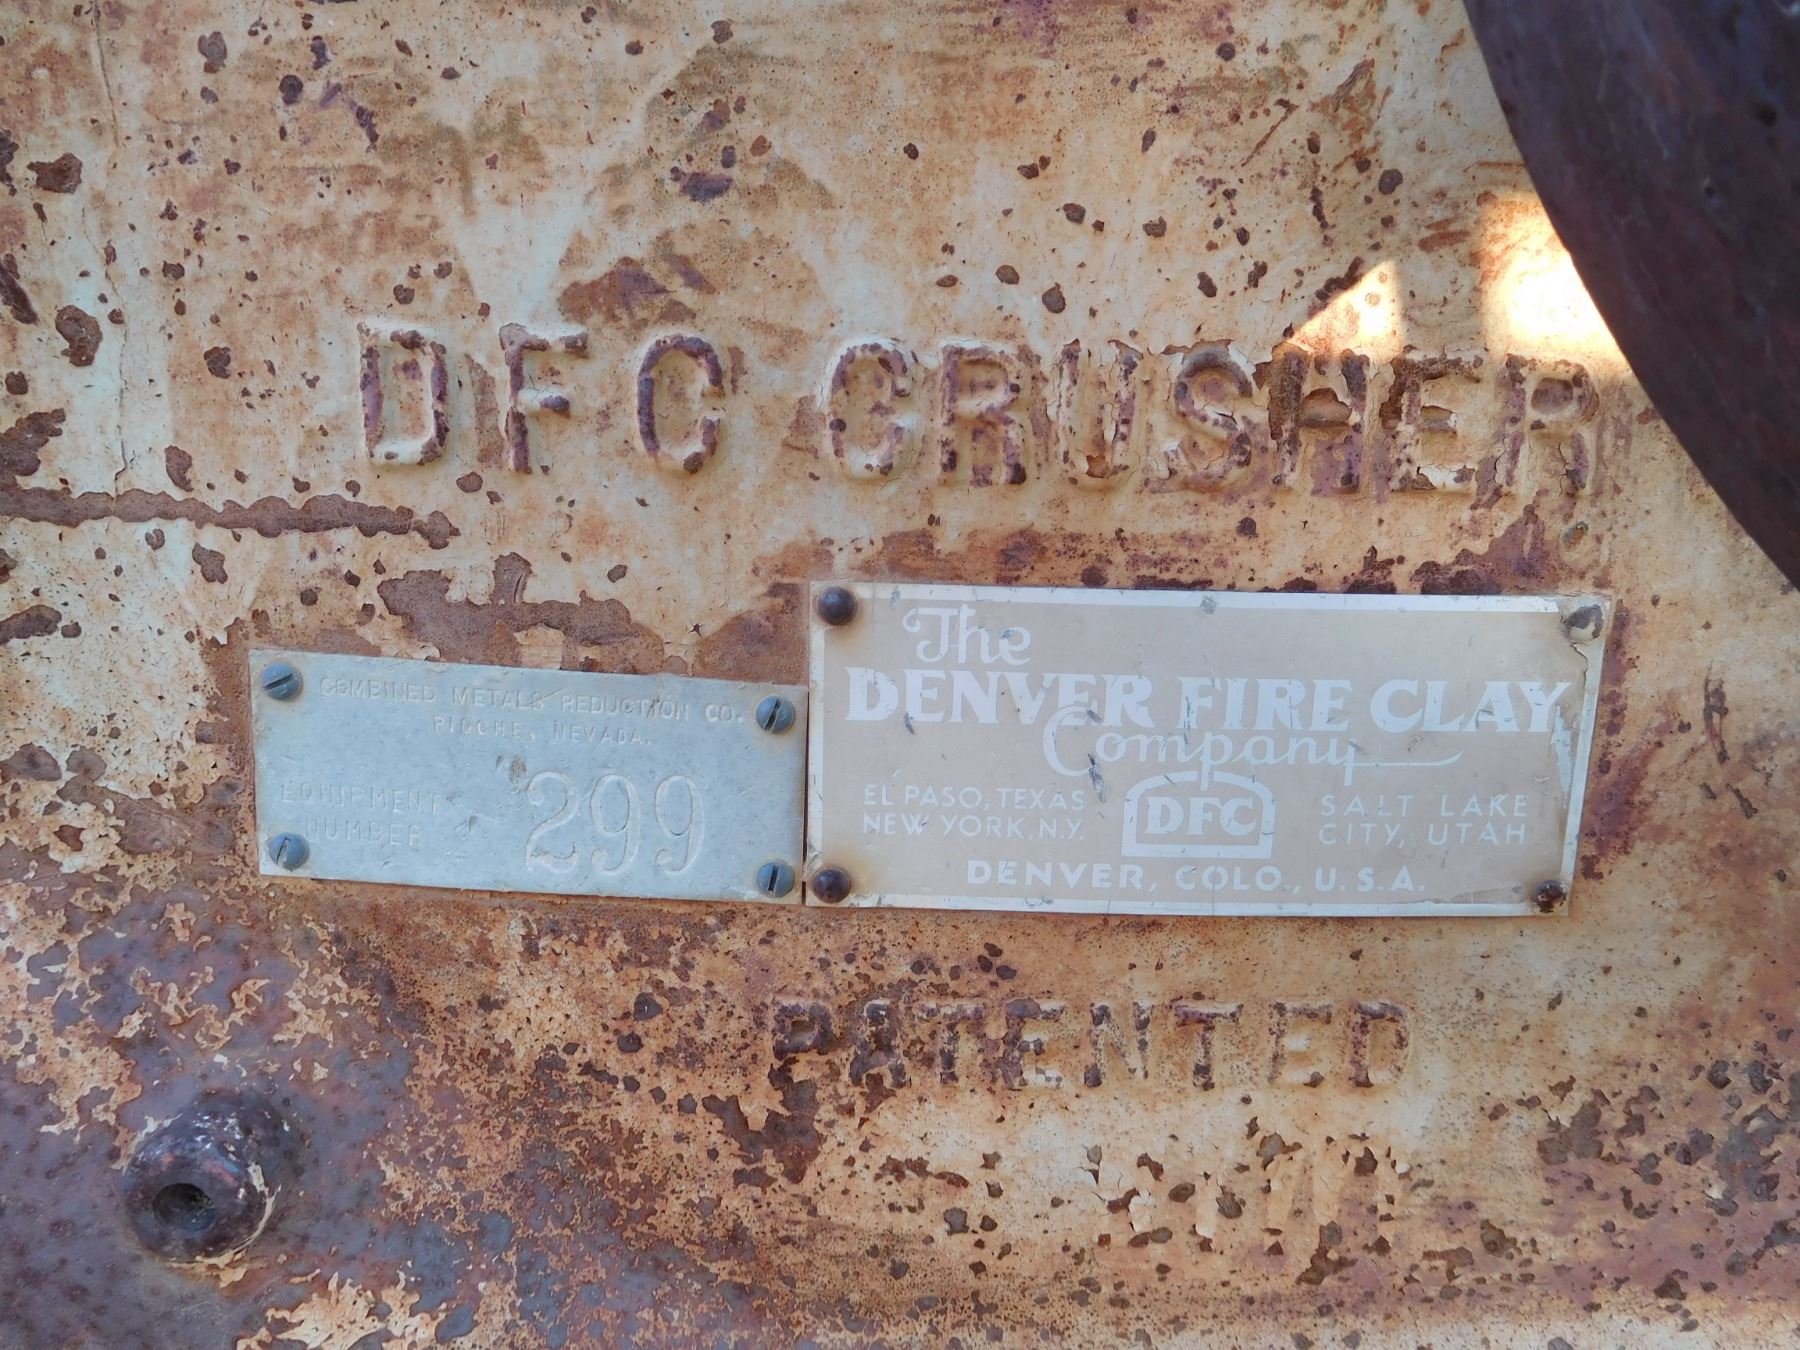 DFC CRUSHER
COMBINED METALS REDUCTION CO.
PIOCHE, NEVADA.
EQUIPMENT
NUMBER
299
The
DENVER FIRE CLAY
Company
EL PASO, TEXAS
NEW YORK, N.Y.
DFC
SALT LAKE
CITY, UTAH
DENVER, COLO., U.S.A.
PATENTED